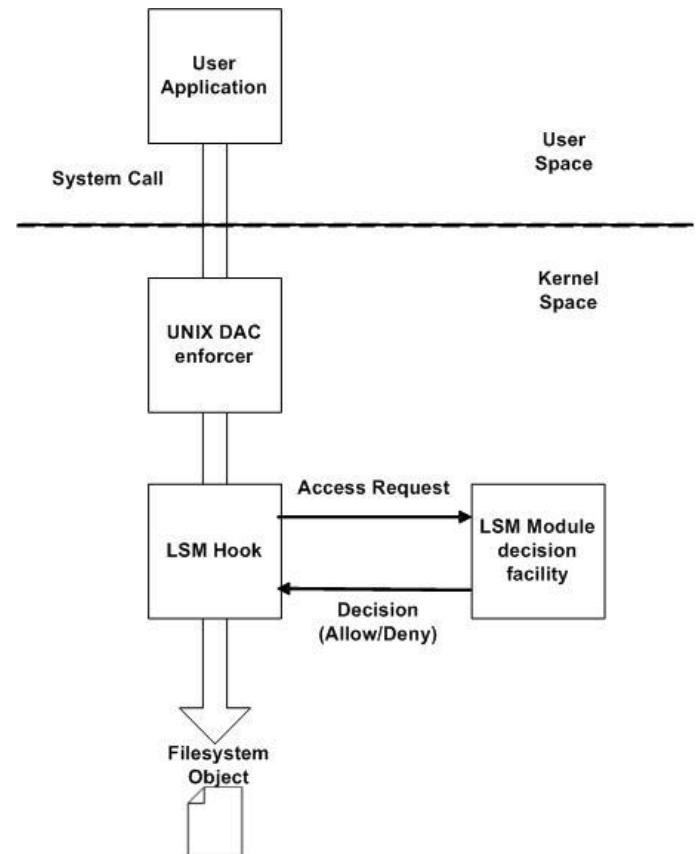 User
Application
System Call
User
Space
Kernel
Space
UNIX DAC
enforcer
LSM Hook
Access Request
LSM Module
decision
facility
Decision
(Allow/Deny)
Filesystem
Object